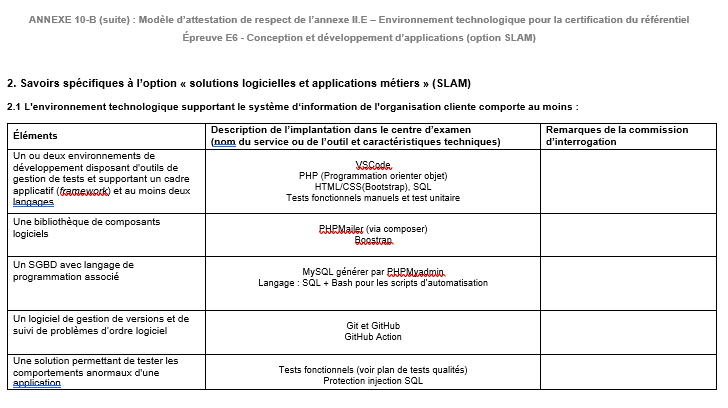 ANNEXE 10-B (suite) : Modèle d'attestation de respect de l'annexe II.E – Environnement technologique pour la certification du référentiel
Épreuve E6 - Conception et développement d'applications (option SLAM)
2. Savoirs spécifiques à l'option « solutions logicielles et applications métiers » (SLAM)
2.1 L'environnement technologique supportant le système d'information de l'organisation cliente comporte au moins :
Éléments
Description de l'implantation dans le centre d'examen
(nom du service ou de l'outil et caractéristiques techniques)
Remarques de la commission
d'interrogation
Un ou deux environnements de
développement disposant d'outils de
gestion de tests et supportant un cadre
applicatif (framework) et au moins deux
langages
VSCode
PHP (Programation orienter objet)
HTML/CSS(Bootstrap), SQL
Tests fonctionnels manuels et test unitaire
Une bibliothèque de composants
logiciels
PHPMailer (via composer)
Boostrap
Un SGBD avec langage de
programmation associé
MySQL générer par PHPMyadmin
Langage : SQL + Bash pour les scripts d'automatisation
Un logiciel de gestion de versions et de
suivi de problèmes d'ordre logiciel
Git et GitHub
GitHub Action
Une solution permettant de tester les
comportements anormaux d'une
application
Tests fonctionnels (voir plan de tests qualités)
Protection injection SQL